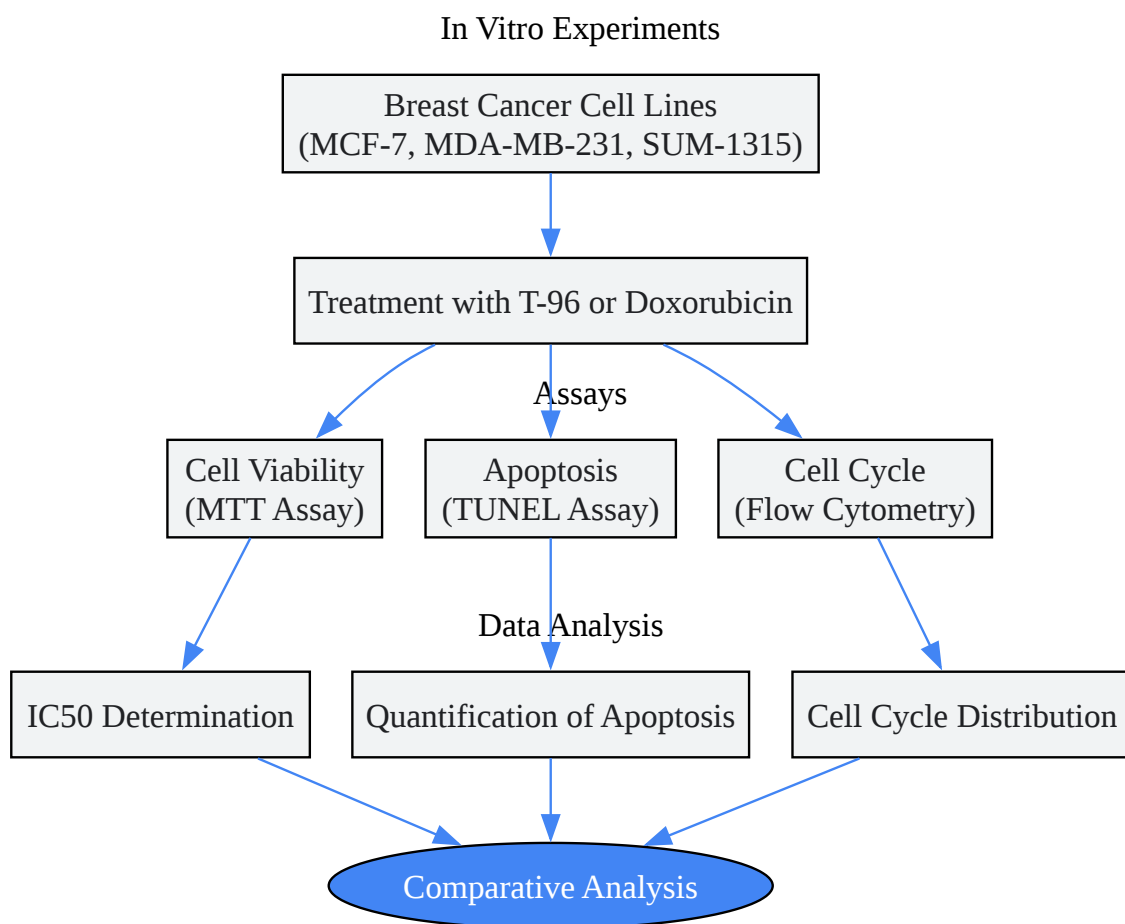 In Vitro Experiments
Breast Cancer Cell Lines
(MCF-7, MDA-MB-231, SUM-1315)
Treatment with T-96 or Doxorubicin
Assays
Cell Viability
(MTT Assay)
Apoptosis
(TUNEL Assay)
Cell Cycle
(Flow Cytometry)
Data Analysis
IC50 Determination
Quantification of Apoptosis
Cell Cycle Distribution
Comparative Analysis